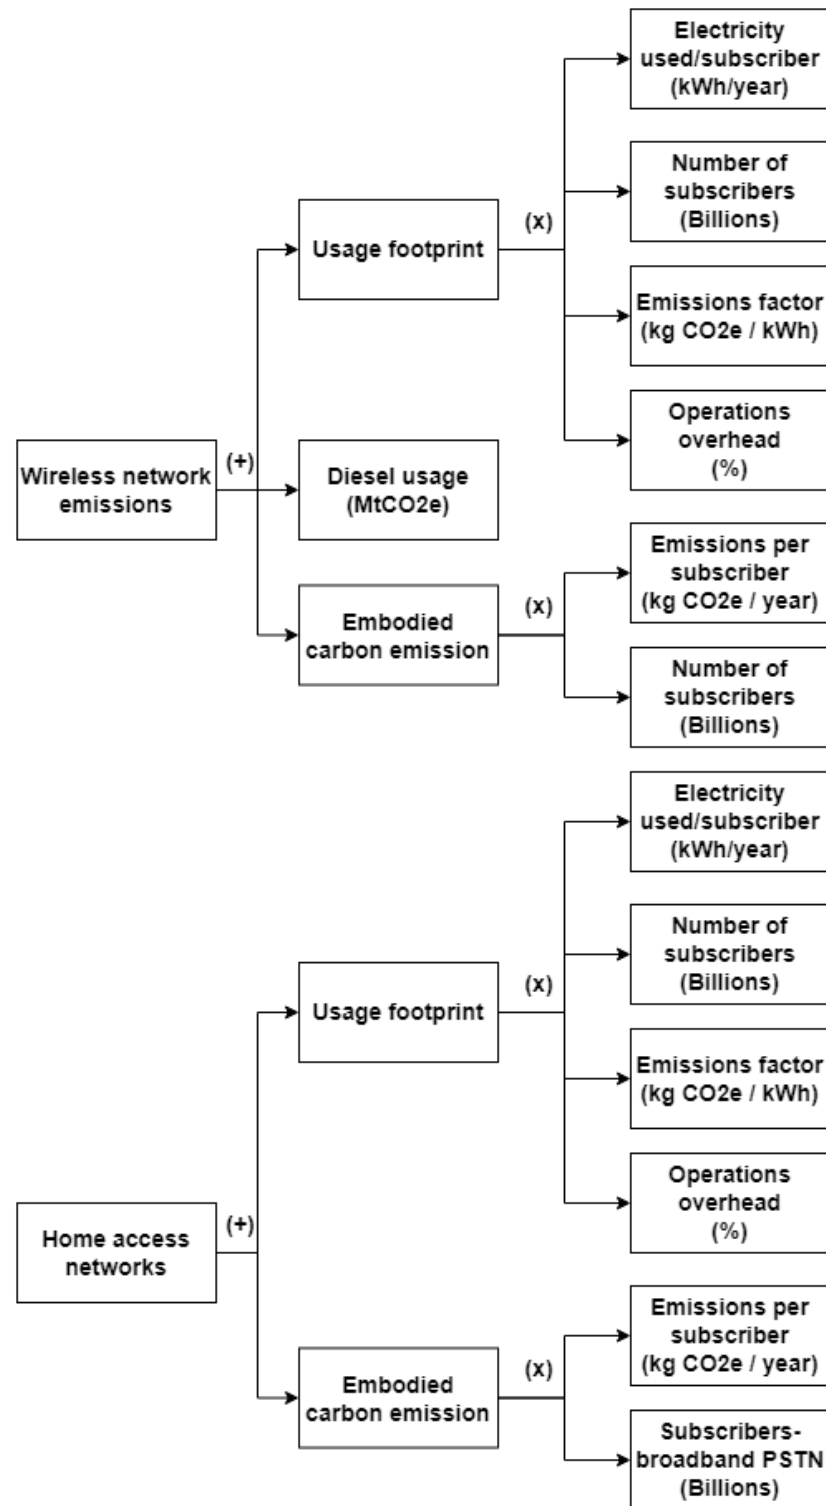 Electricity
used/subscriber
(kWh/year)
Number of
subscribers
(Billions)
Usage footprint
(x)
Emissions factor
(kg CO2e / kWh)
Operations
overhead
(%)
Wireless network
emissions
(+)
Diesel usage
(MtCO2e)
Embodied
carbon emission
(x)
Emissions per
subscriber
(kg CO2e / year)
Number of
subscribers
(Billions)
Electricity
used/subscriber
(kWh/year)
Number of
subscribers
(Billions)
Usage footprint
(x)
Emissions factor
(kg CO2e / kWh)
Operations
overhead
(%)
Home access
networks
(+)
Embodied
carbon emission
(x)
Emissions per
subscriber
(kg CO2e / year)
Subscribers-
broadband PSTN
(Billions)